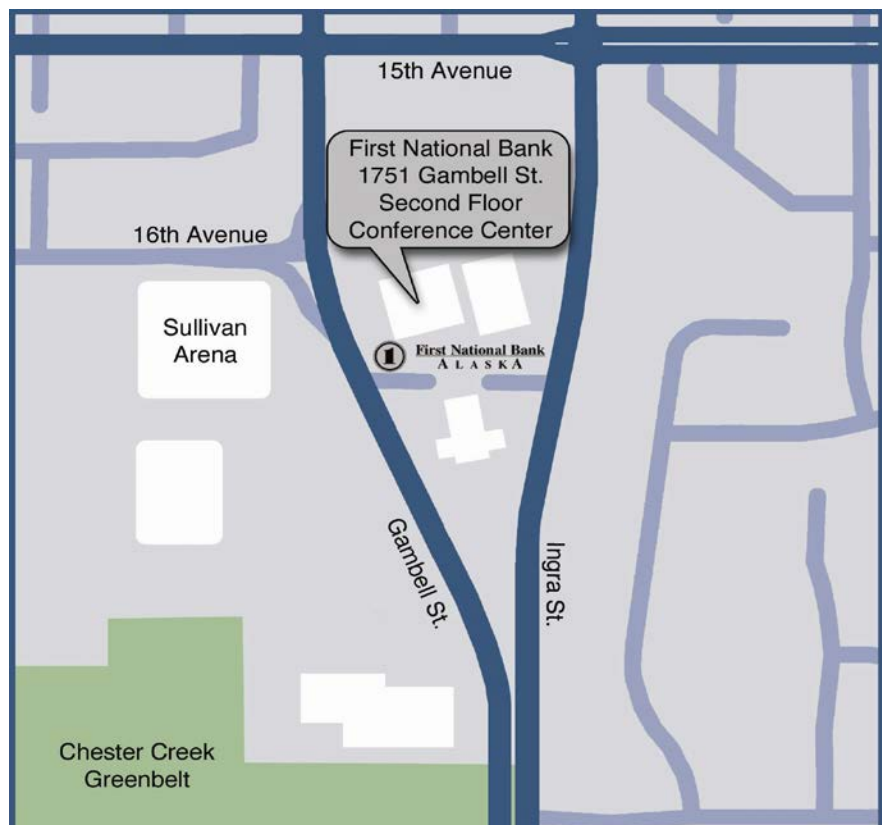 15th Avenue
First National Bank
1751 Gambell St.
Second Floor
Conference Center
16th Avenue
Sullivan
Arena
1
First National Bank
ALASKA
Gambell St.
Ingra St.
Chester Creek
Greenbelt